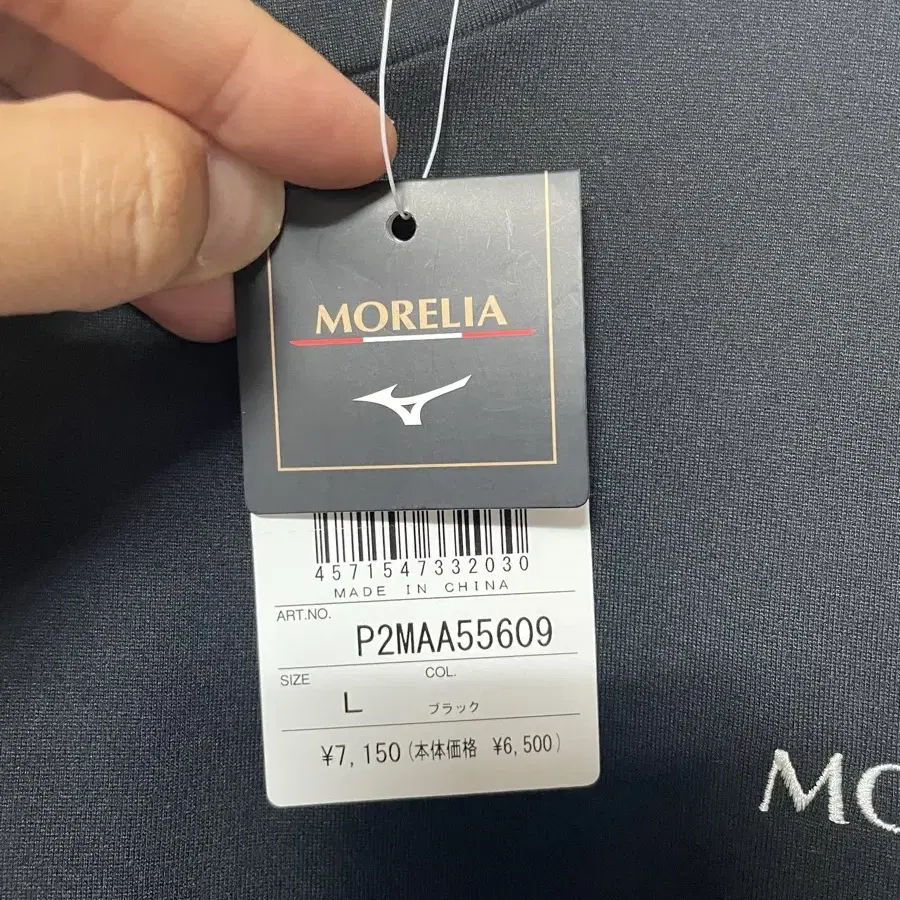 MORELIA
4571547332030
MADE IN CHINA
ART.NO.
P2MAA55609
SIZE
COL.
L
ブラック
¥7,150(本体価格 ¥6,500)
MO